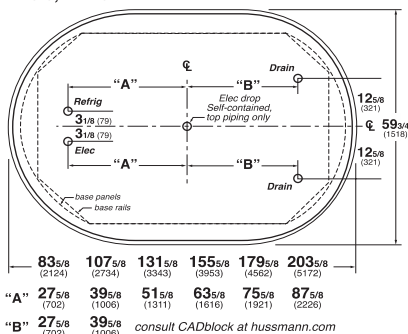 ℄
Drain
"A"
"B"
Refrig
Elec drop
Self-contained,
top piping only
12 5/8
(321)
3 1/8 (79)
℄ 59 3/4
(1518)
3 1/8 (79)
Elec
12 5/8
(321)
"A"
"B"
Drain
base panels
base rails
83 5/8 107 5/8 131 5/8 155 5/8 179 5/8 203 5/8
(2124) (2734) (3343) (3953) (4562) (5172)
"A" 27 5/8 39 5/8 51 5/8 63 5/8 75 5/8 87 5/8
(702) (1006) (1311) (1616) (1921) (2226)
"B" 27 5/8 39 5/8 consult CADblock at hussmann.com
(702) (1006)